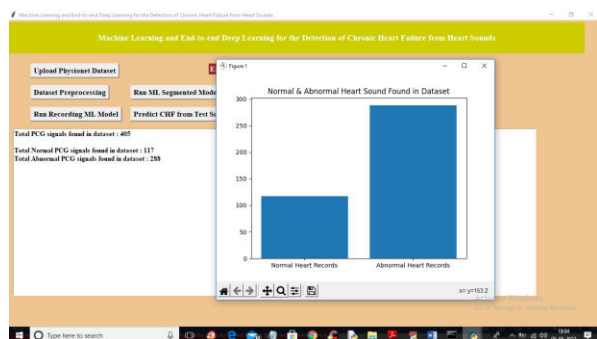 Machine Learning and End-to-end Deep Learning for the Detection of Chronic Heart Failure from Heart Sounds
Machine Learning and End-to-end Deep Learning for the Detection of Chronic Heart Failure from Heart Sounds
Upload Physionet Dataset
Dataset Preprocessing
Run ML Segmented Mode
Run Recording ML Model
Predict CHF from Test So
Total PCG signals found in dataset : 405
Total Normal PCG signals found in dataset : 117
Total Abnormal PCG signals found in dataset : 288
Figure 1
Normal & Abnormal Heart Sound Found in Dataset
300
250
200
150
100
50
0
Normal Heart Records
Abnormal Heart Records
x= y=153.2
Windows
Type here to search
18:04